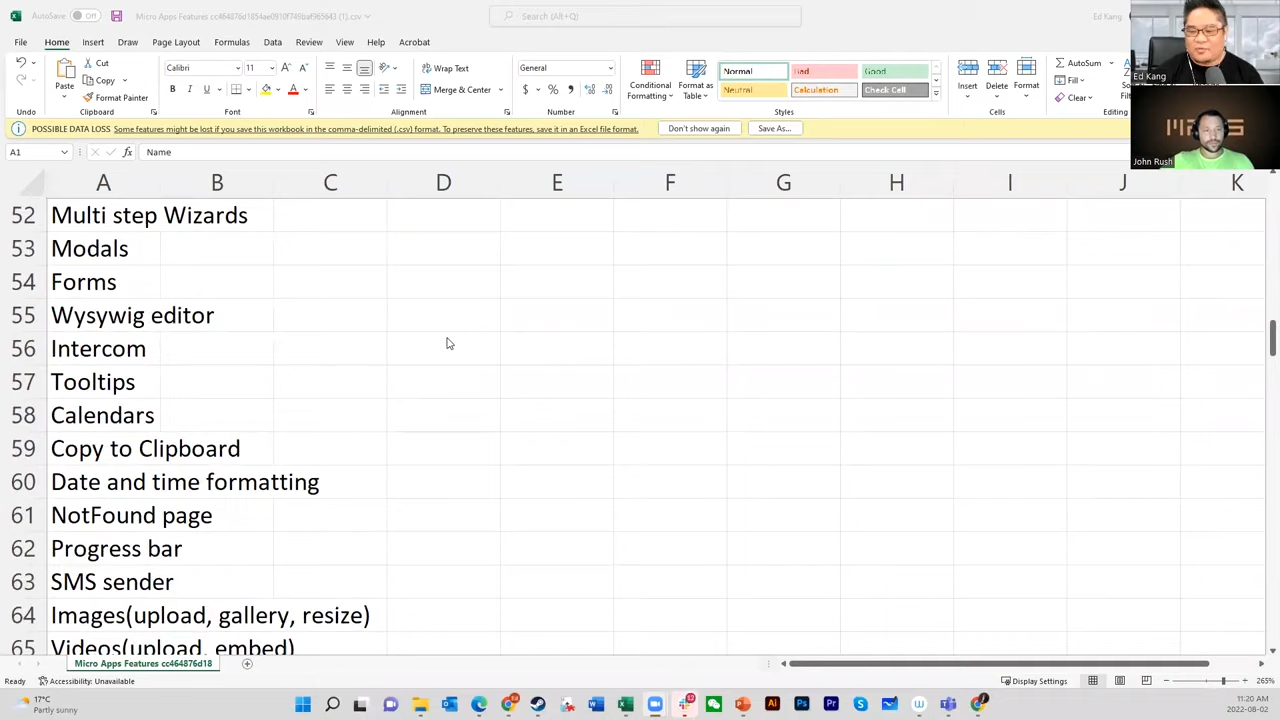 AutoSave Off
Micro Apps Features cc464876d1854ae0910f749baf965643 (1).csv
Search (Alt+Q)
Ed Kang
File Home Insert Draw Page Layout Formulas Data Review View Help Acrobat
Paste
Cut
Copy
Format Painter
Calibri 11
B I U
Wrap Text
Merge & Center
General
$ %
Conditional Formatting
Format as Table
Normal Bad Good
Neutral Calculation Check Cell
Insert Delete Format
AutoSum
Fill
Clear
Undo Clipboard Font Alignment Number Styles Cells Editing
Ed Kang
John Rush
POSSIBLE DATA LOSS Some features might be lost if you save this workbook in the comma-delimited (.csv) format. To preserve these features, save it in an Excel file format. Don't show again Save As...
A1 fx Name
A B C D E F G H I J K
52 Multi step Wizards
53 Modals
54 Forms
55 Wysywig editor
56 Intercom
57 Tooltips
58 Calendars
59 Copy to Clipboard
60 Date and time formatting
61 NotFound page
62 Progress bar
63 SMS sender
64 Images(upload, gallery, resize)
65 Videos(upload, embed)
Micro Apps Features cc464876d18
Ready Accessibility: Unavailable Display Settings 265%
17°C
Partly sunny
11:20 AM
2022-08-02